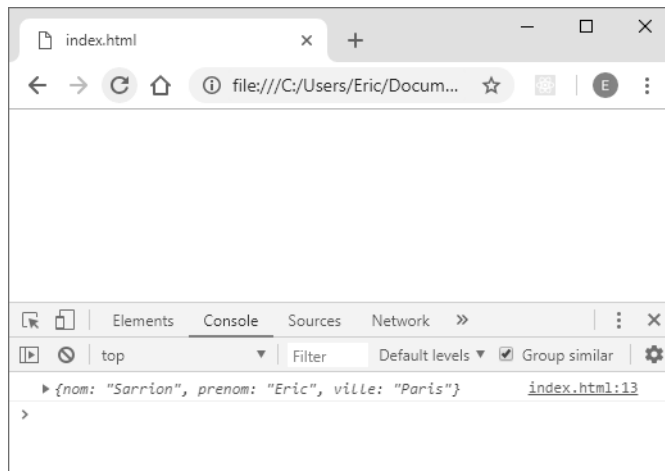 index.html
file:///C:/Users/Eric/Docum...
E
Elements Console Sources Network »
top Filter Default levels Group similar
{nom: "Sarrion", prenom: "Eric", ville: "Paris"} index.html:13
>